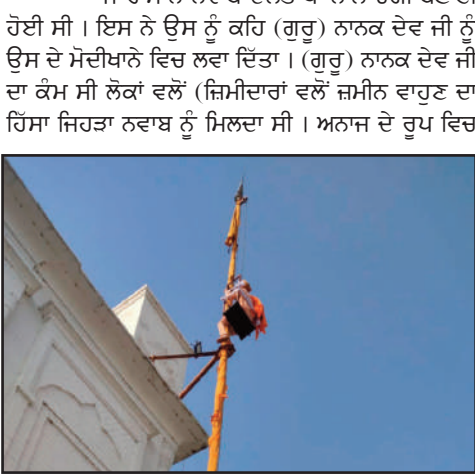 ਹੋਈ ਸੀ । ਇਸ ਨੇ ਉਸ ਨੂੰ ਕਹਿ (ਗੁਰੂ) ਨਾਨਕ ਦੇਵ ਜੀ ਨੂੰ
ਉਸ ਦੇ ਮੋਦੀਖਾਨੇ ਵਿਚ ਲਵਾ ਦਿੱਤਾ । (ਗੁਰੂ) ਨਾਨਕ ਦੇਵ ਜੀ
ਦਾ ਕੰਮ ਸੀ ਲੋਕਾਂ ਵਲੋਂ (ਜ਼ਿਮੀਦਾਰਾਂ ਵਲੋਂ ਜ਼ਮੀਨ ਵਾਹੁਣ ਦਾ
ਹਿੱਸਾ ਜਿਹੜਾ ਨਵਾਬ ਨੂੰ ਮਿਲਦਾ ਸੀ । ਅਨਾਜ ਦੇ ਰੂਪ ਵਿਚ